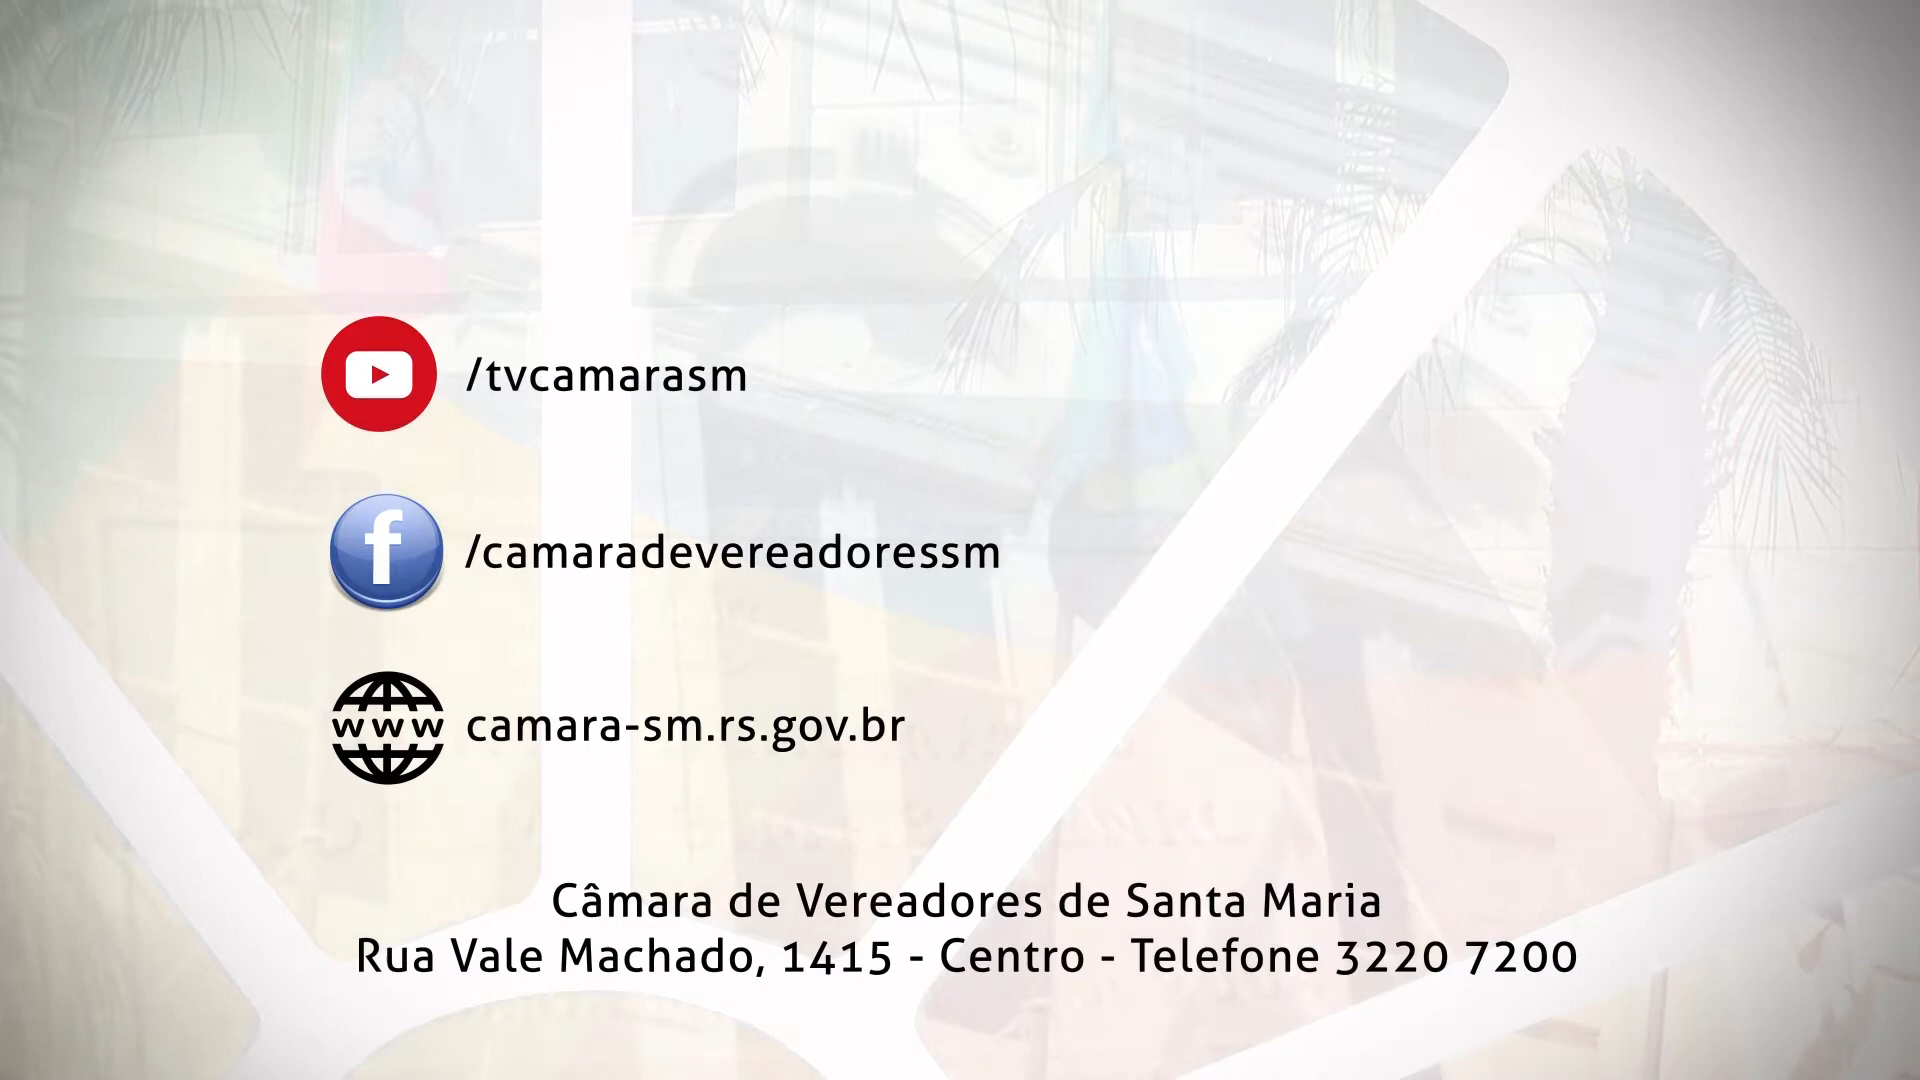 /tvcamarasm
f /camaradevereadoressm
www camara-sm.rs.gov.br
Câmara de Vereadores de Santa Maria
Rua Vale Machado, 1415 - Centro - Telefone 3220 7200